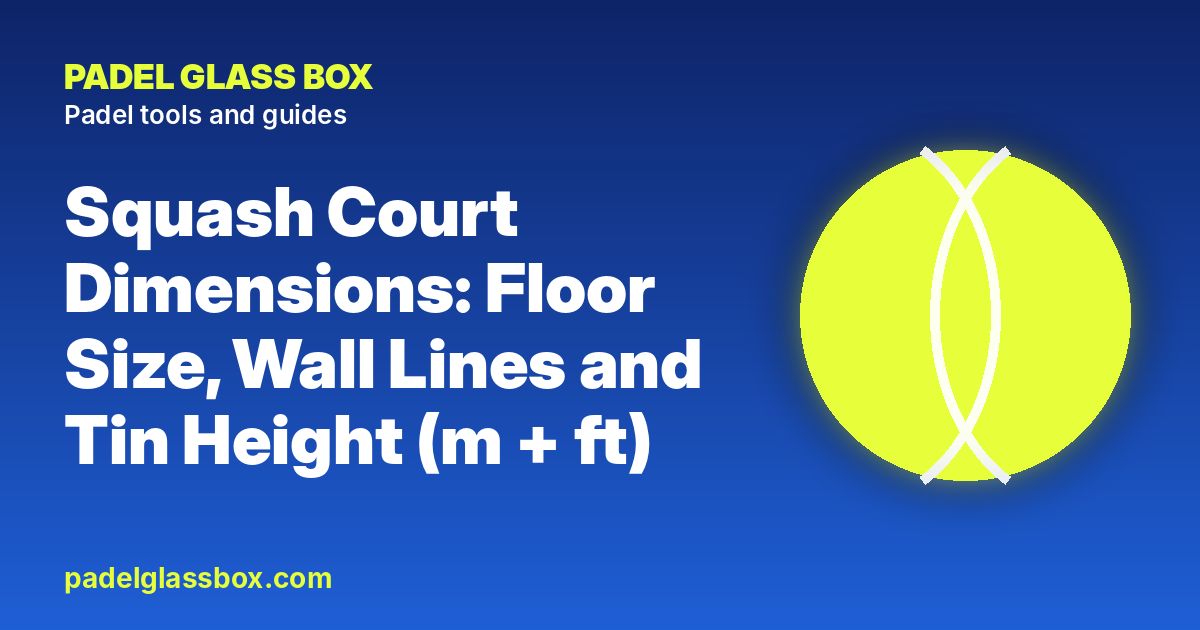 PADEL GLASS BOX
Padel tools and guides
Squash Court
Dimensions: Floor
Size, Wall Lines and
Tin Height (m + ft)
padelglassbox.com